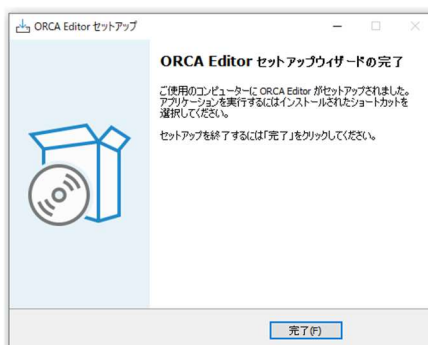 ORCA Editor セットアップ
ORCA Editor セットアップウィザードの完了
ご使用のコンピューターに ORCA Editor がセットアップされました。
アプリケーションを実行するにはインストールされたショートカットを
選択してください。
セットアップを終了するには「完了」をクリックしてください。
完了(F)